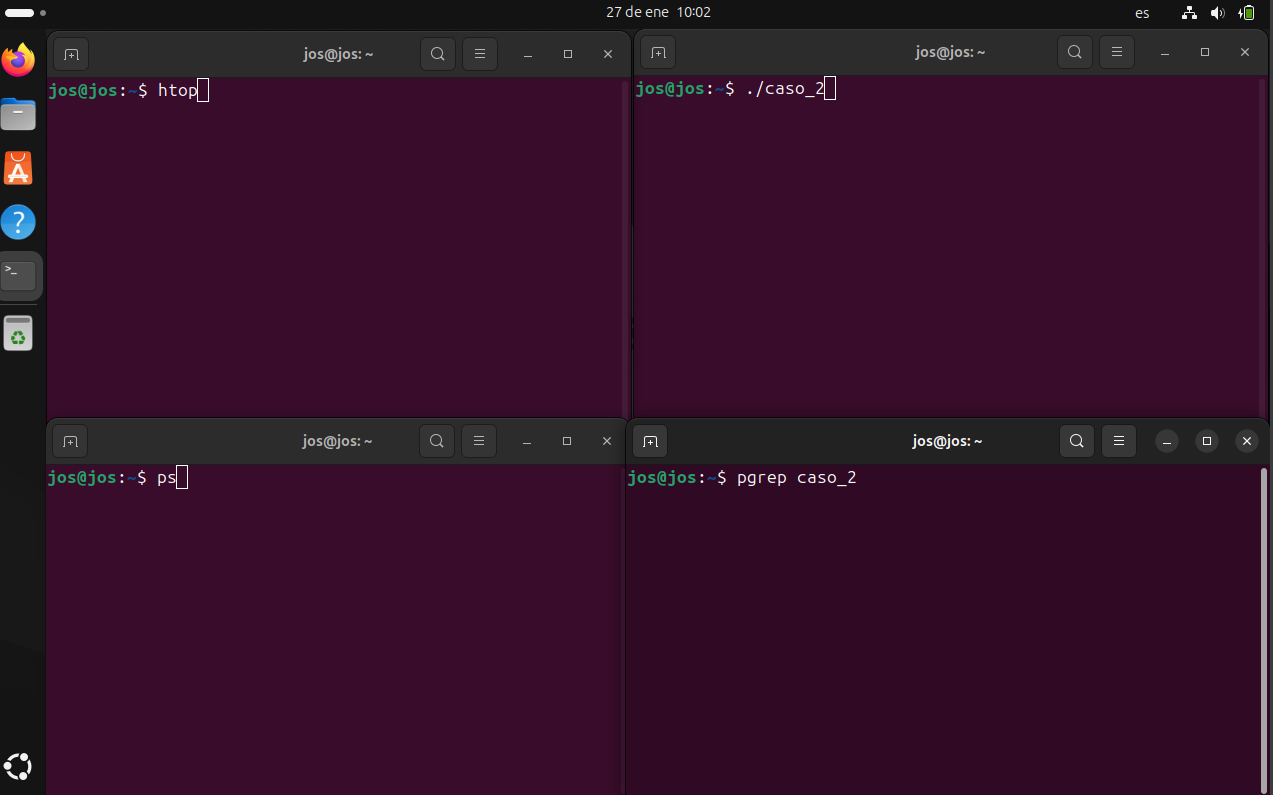 27 de ene 10:02
es
jos@jos: ~
jos@jos:~$ htop
jos@jos: ~
jos@jos:~$ ./caso_2
jos@jos: ~
jos@jos:~$ ps
jos@jos: ~
jos@jos:~$ pgrep caso_2